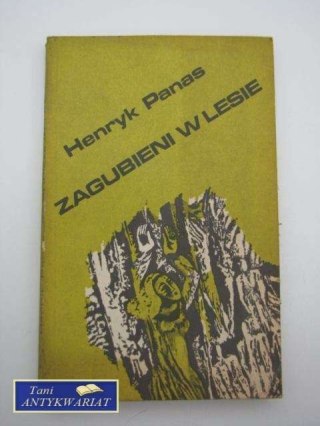 Henryk Panas
ZAGUBIENI W LESIE
Tani
ANTYKWARIAT